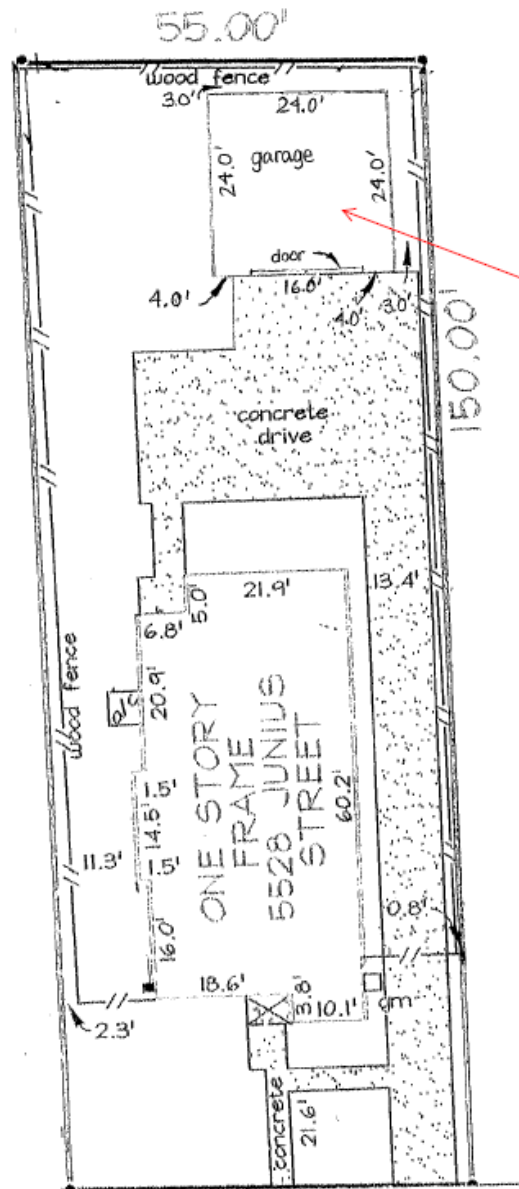 55.00'
wood fence
3.0'
24.0'
24.0'
garage
24.0'
door
16.0'
4.0'
4.0'
3.0'
150.00'
concrete
drive
13.4'
21.9'
5.0'
6.8'
20.9'
wood fence
ONE STORY
FRAME
5528 JUNIUS
STREET
60.2'
1.5'
14.5'
1.5'
11.3'
16.0'
0.8'
18.6'
3.8'
10.1'
gm
2.3'
concrete
21.6'